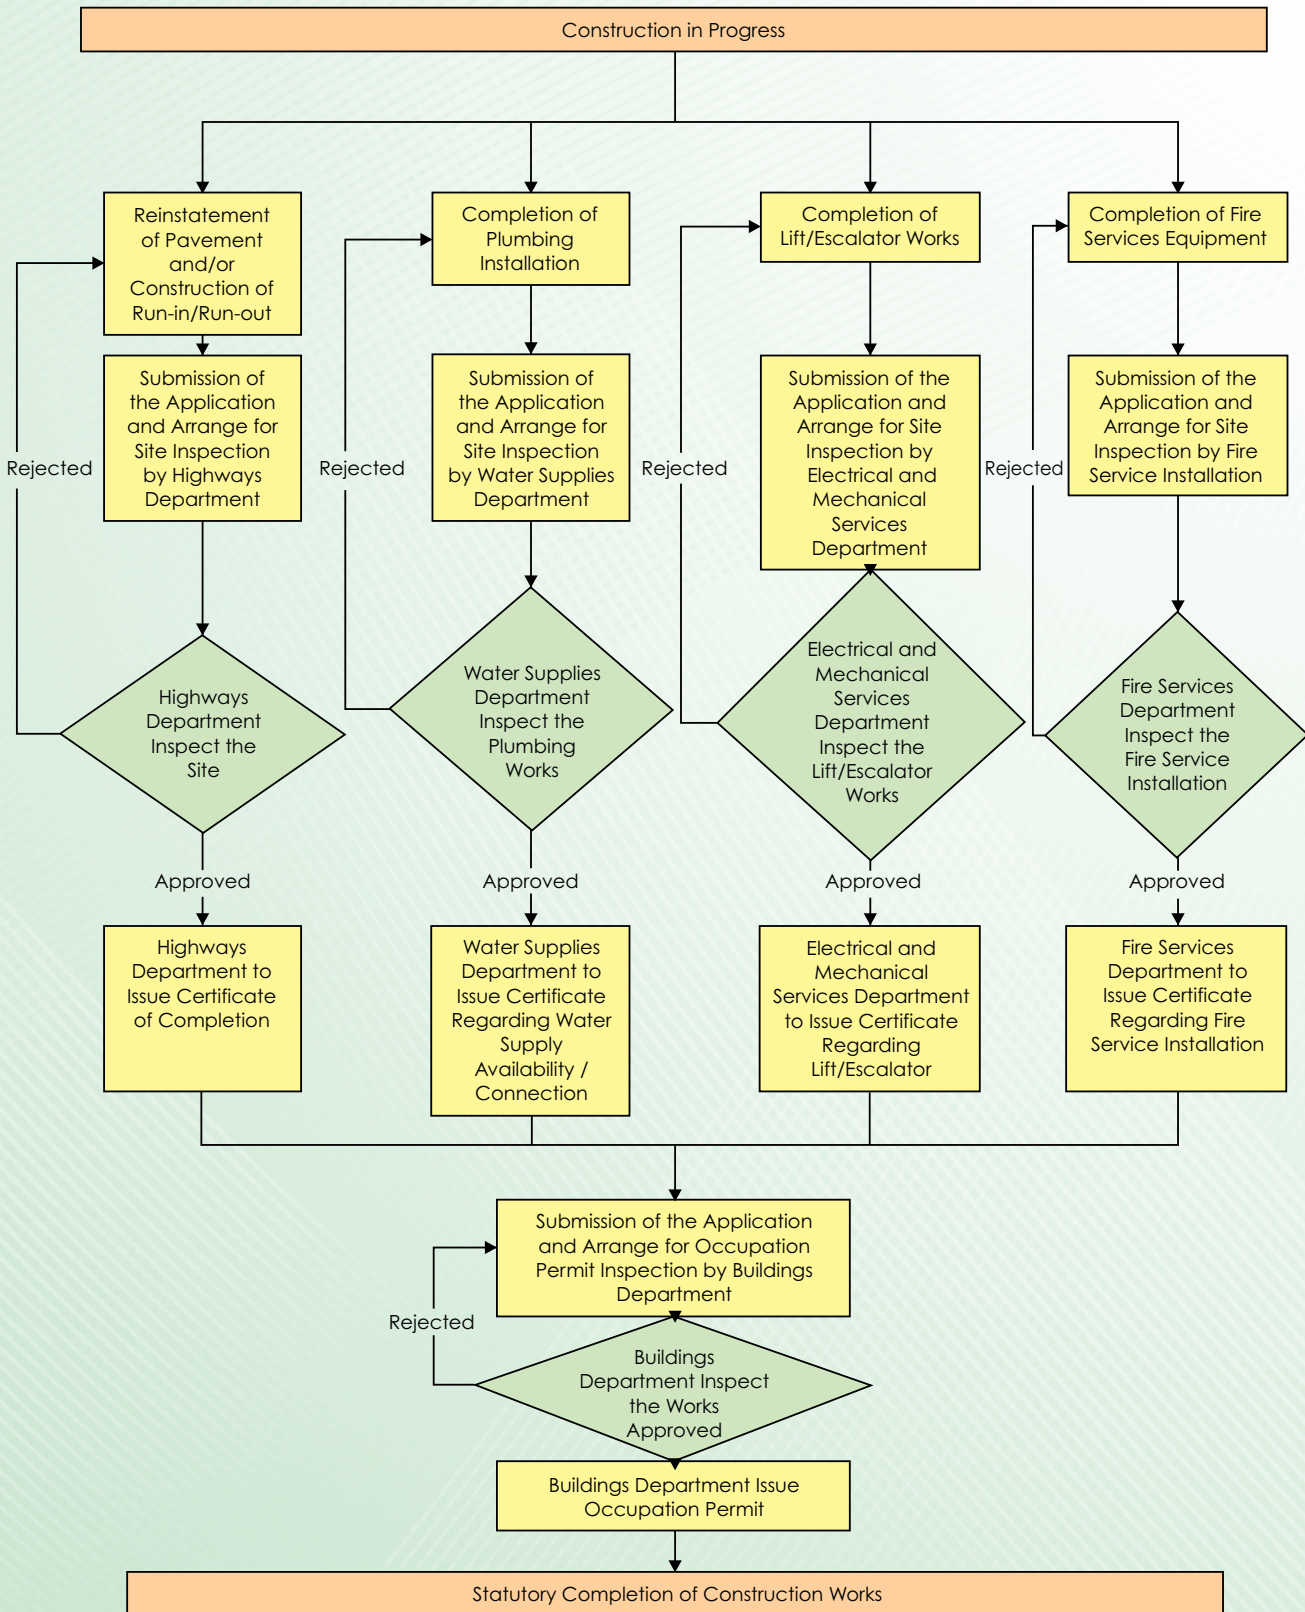 Construction in Progress
Reinstatement
of Pavement
and/or
Construction of
Run-in/Run-out
Completion of
Plumbing
Installation
Completion of
Lift/Escalator Works
Completion of Fire
Services Equipment
Submission of
the Application
and Arrange for
Site Inspection
by Highways
Department
Submission of
the Application
and Arrange for
Site Inspection
by Water Supplies
Department
Submission of the
Application and
Arrange for Site
Inspection by
Electrical and
Mechanical
Services
Department
Submission of the
Application and
Arrange for Site
Inspection by Fire
Service Installation
Rejected
Rejected
Rejected
Rejected
Highways
Department
Inspect the
Site
Water Supplies
Department
Inspect the
Plumbing
Works
Electrical and
Mechanical
Services
Department
Inspect the
Lift/Escalator
Works
Fire Services
Department
Inspect the
Fire Service
Installation
Approved
Approved
Approved
Approved
Highways
Department to
Issue Certificate
of Completion
Water Supplies
Department to
Issue Certificate
Regarding Water
Supply
Availability /
Connection
Electrical and
Mechanical
Services Department
to Issue Certificate
Regarding
Lift/Escalator
Fire Services
Department to
Issue Certificate
Regarding Fire
Service Installation
Submission of the Application
and Arrange for Occupation
Permit Inspection by Buildings
Department
Rejected
Buildings
Department Inspect
the Works
Approved
Buildings Department Issue
Occupation Permit
Statutory Completion of Construction Works